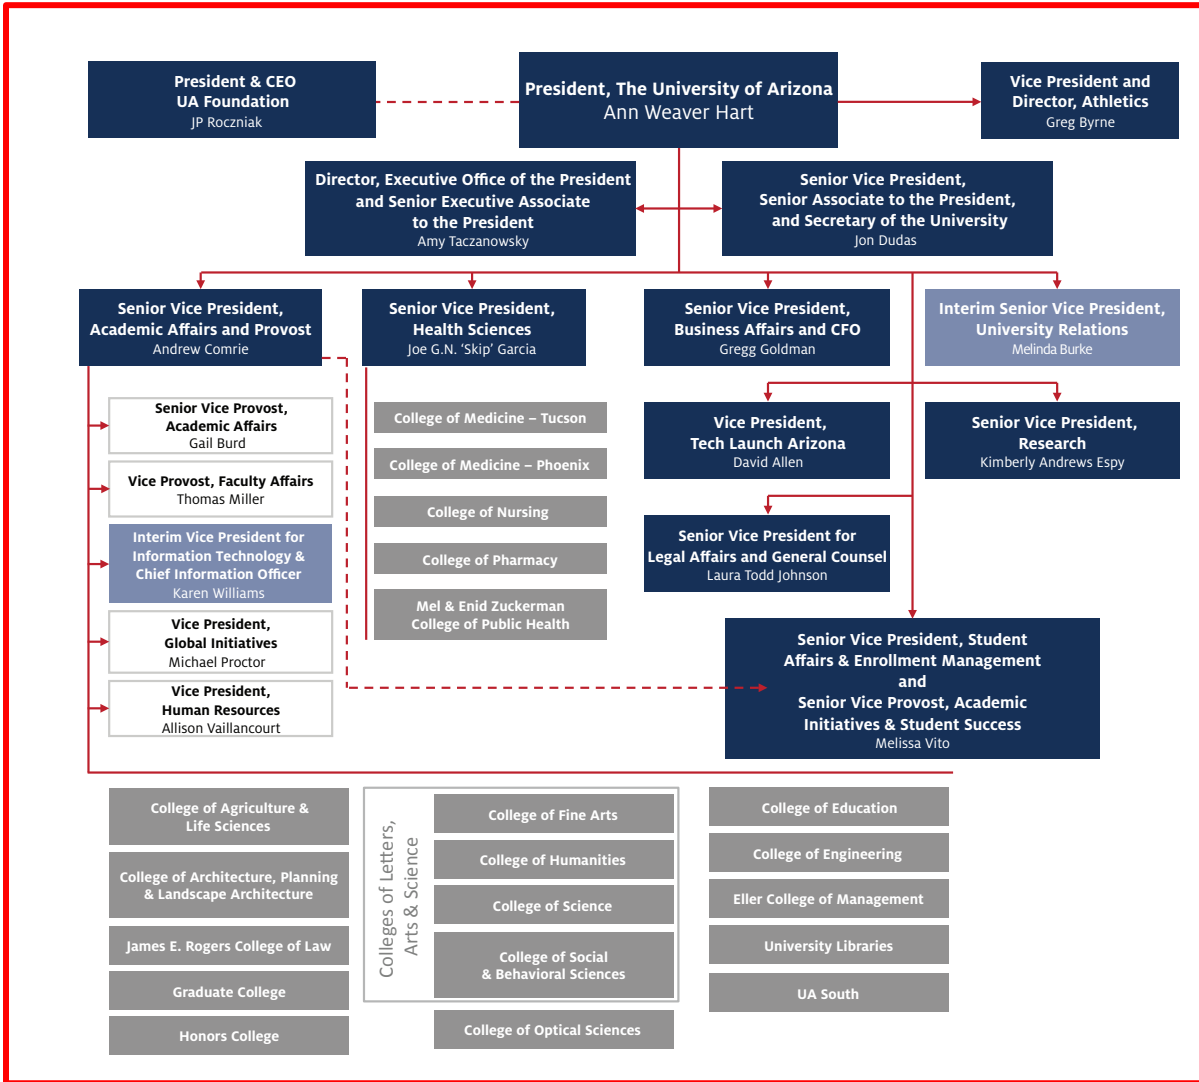 President & CEO
UA Foundation
JP Roczniak
President, The University of Arizona
Ann Weaver Hart
Vice President and
Director, Athletics
Greg Byrne
Director, Executive Office of the President
and Senior Executive Associate
to the President
Amy Taczanowsky
Senior Vice President,
Senior Associate to the President,
and Secretary of the University
Jon Dudas
Senior Vice President,
Academic Affairs and Provost
Andrew Comrie
Senior Vice President,
Health Sciences
Joe G.N. ‘Skip’ Garcia
Senior Vice President,
Business Affairs and CFO
Gregg Goldman
Interim Senior Vice President,
University Relations
Melinda Burke
Senior Vice Provost,
Academic Affairs
Gail Burd
Vice Provost, Faculty Affairs
Thomas Miller
Interim Vice President for
Information Technology &
Chief Information Officer
Karen Williams
Vice President,
Global Initiatives
Michael Proctor
Vice President,
Human Resources
Allison Vaillancourt
College of Medicine – Tucson
College of Medicine – Phoenix
College of Nursing
College of Pharmacy
Mel & Enid Zuckerman
College of Public Health
Vice President,
Tech Launch Arizona
David Allen
Senior Vice President,
Research
Kimberly Andrews Espy
Senior Vice President for
Legal Affairs and General Counsel
Laura Todd Johnson
Senior Vice President, Student
Affairs & Enrollment Management
and
Senior Vice Provost, Academic
Initiatives & Student Success
Melissa Vito
College of Agriculture &
Life Sciences
College of Architecture, Planning
& Landscape Architecture
James E. Rogers College of Law
Graduate College
Honors College
Colleges of Letters,
Arts & Science
College of Fine Arts
College of Humanities
College of Science
College of Social
& Behavioral Sciences
College of Optical Sciences
College of Education
College of Engineering
Eller College of Management
University Libraries
UA South